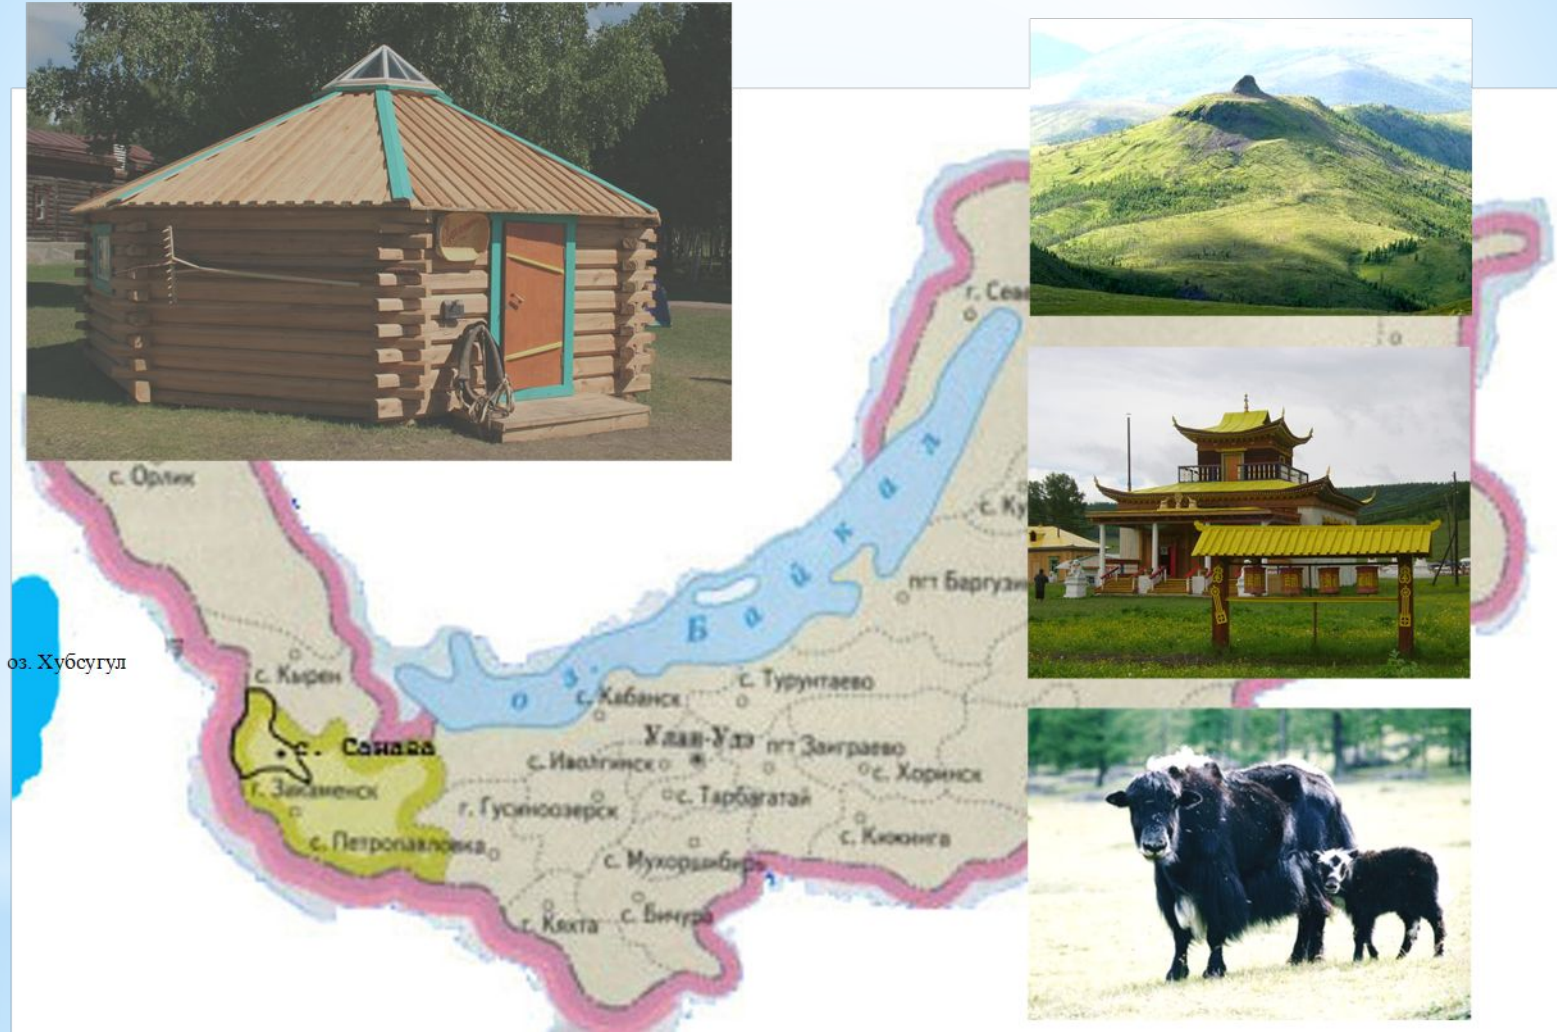 г. Сев
с. Орлик
с. Ку
пгт Баргузин
оз. Байкал
оз. Хубсугул
с. Кырен
с. Кабанск
с. Турунтаево
с. Санага
Улан-Удэ
пгт Заиграево
с. Иволгинск
с. Хоринск
г. Закаменск
г. Гусиноозерск
с. Тарбагатай
с. Петропавловка
с. Кижинга
с. Мухоршибирь
г. Кяхта
с. Бичура